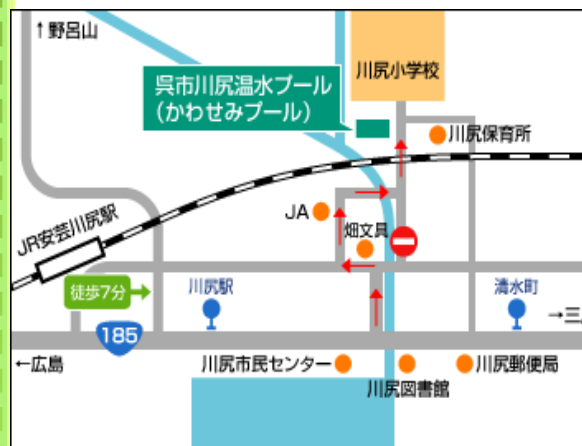 ↑野呂山
呉市川尻温水プール
(かわせみプール)
川尻小学校
川尻保育所
JR安芸川尻駅
JA
畑文具
徒歩7分
川尻駅
清水町
→三
185
←広島
川尻市民センター
川尻図書館
川尻郵便局